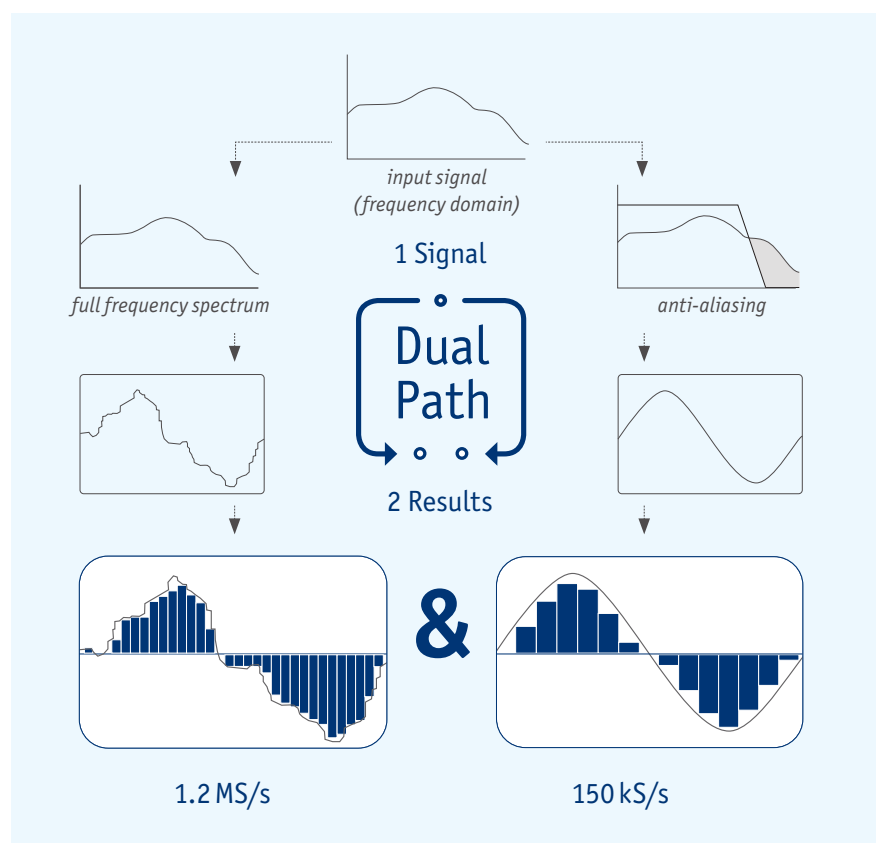 input signal
(frequency domain)
1 Signal
full frequency spectrum
anti-aliasing
Dual
Path
2 Results
&
1.2 MS/s
150 kS/s